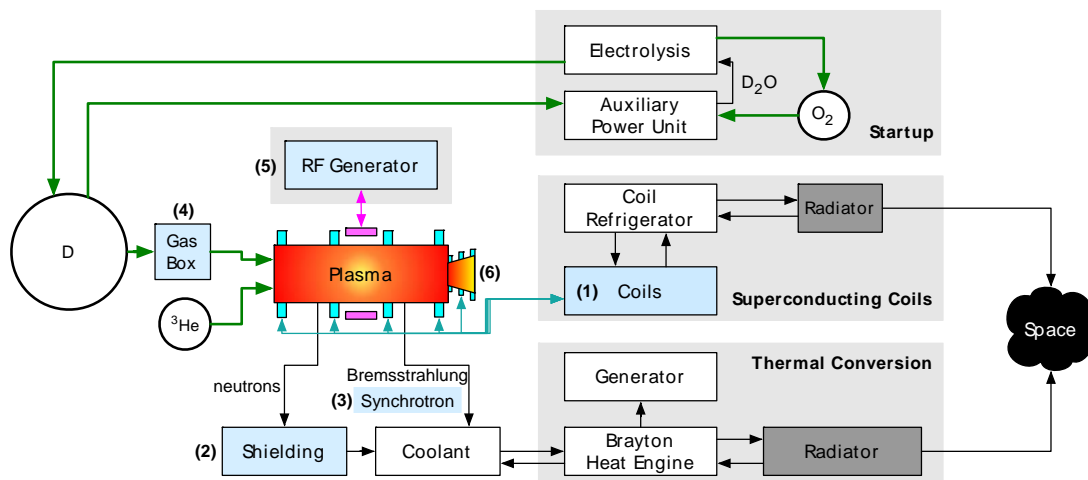 Electrolysis
D2O
Auxiliary
Power Unit
O2
Startup
(5)
RF Generator
(4)
Gas
Box
D
3He
Plasma
(6)
Coil
Refrigerator
Radiator
(1)
Coils
Superconducting Coils
Space
neutrons
Bremsstrahlung
(3)
Synchrotron
(2)
Shielding
Coolant
Thermal Conversion
Generator
Brayton
Heat Engine
Radiator